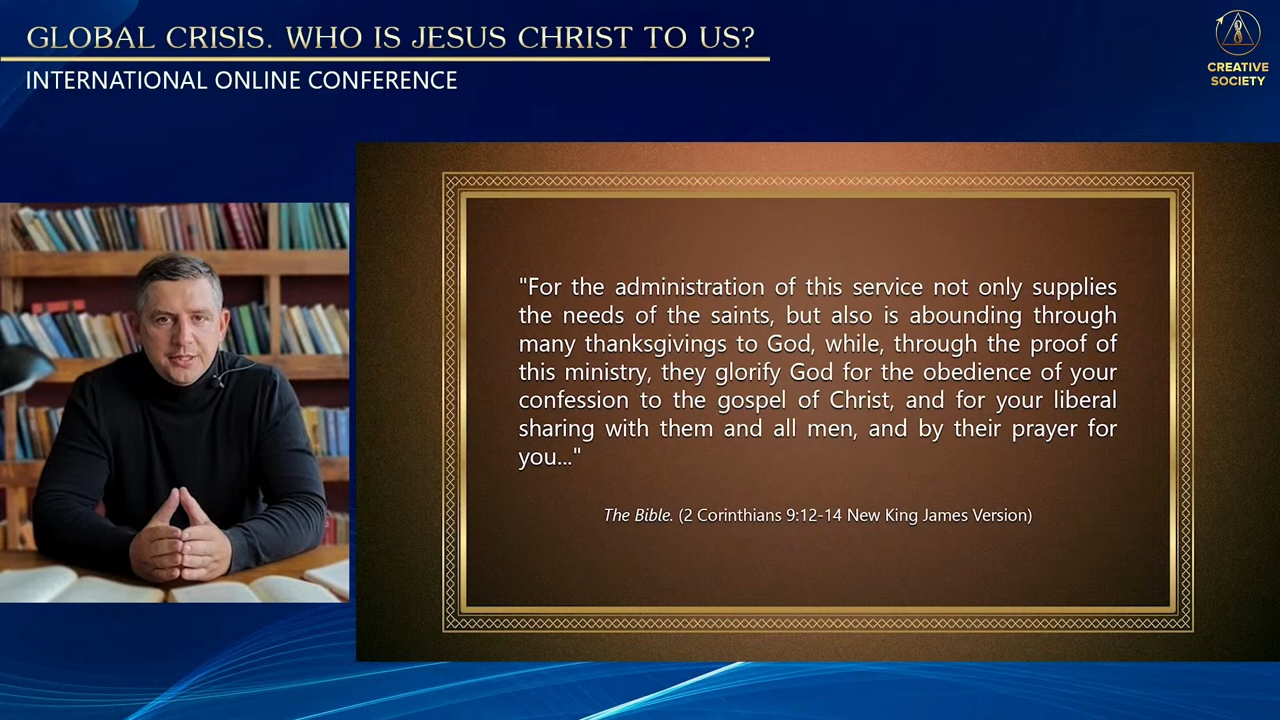 GLOBAL CRISIS. WHO IS JESUS CHRIST TO US?
INTERNATIONAL ONLINE CONFERENCE
CREATIVE
SOCIETY
"For the administration of this service not only supplies
the needs of the saints, but also is abounding through
many thanksgivings to God, while, through the proof of
this ministry, they glorify God for the obedience of your
confession to the gospel of Christ, and for your liberal
sharing with them and all men, and by their prayer for
you..."
The Bible. (2 Corinthians 9:12-14 New King James Version)